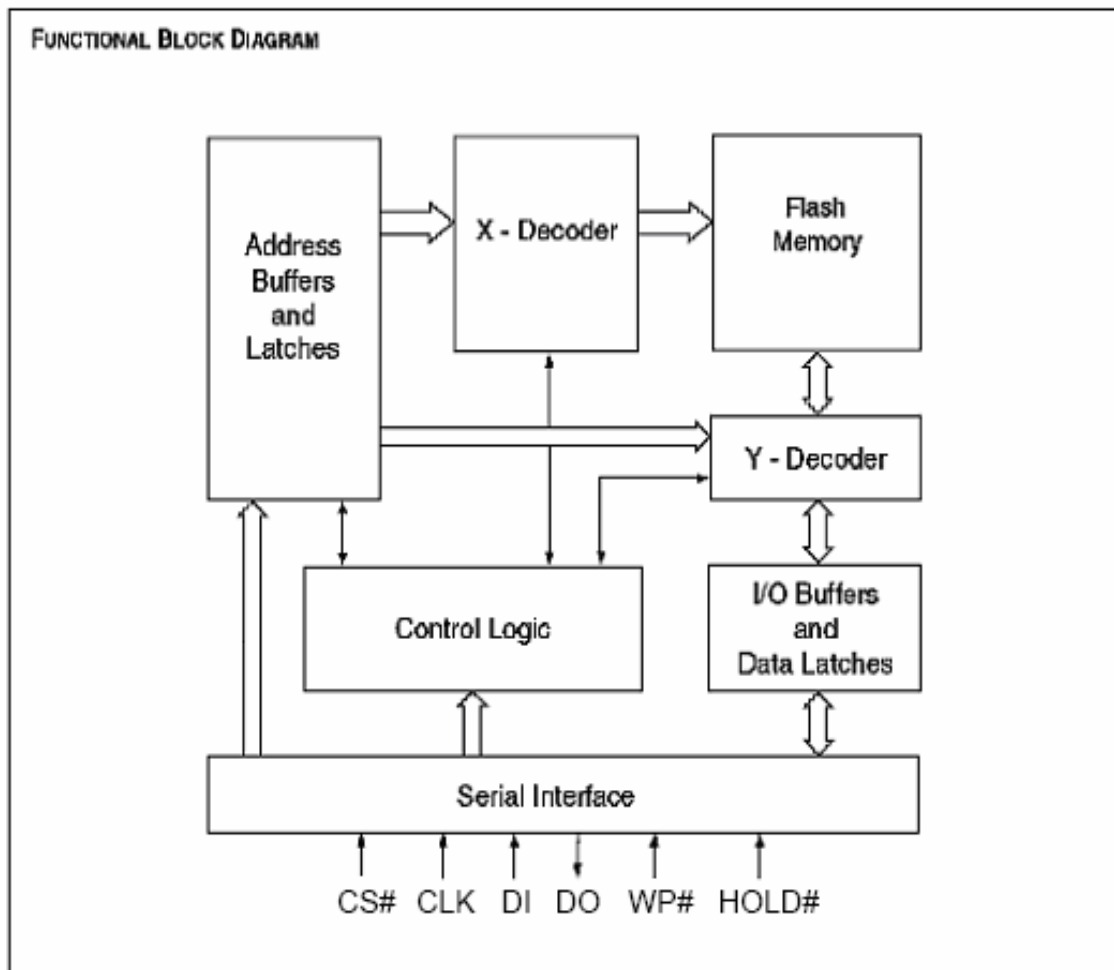 FUNCTIONAL BLOCK DIAGRAM
Address
Buffers
and
Latches
X - Decoder
Flash
Memory
Y - Decoder
Control Logic
I/O Buffers
and
Data Latches
Serial Interface
CS# CLK DI DO WP# HOLD#